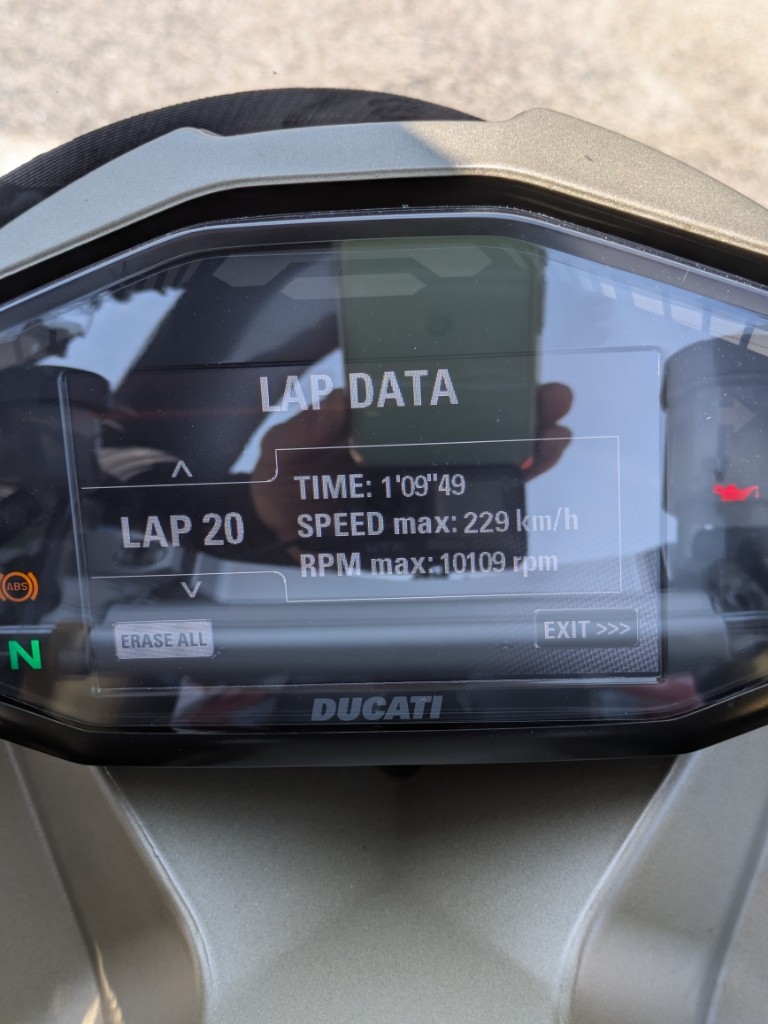 LAP DATA
LAP 20
TIME: 1'09"49
SPEED max: 229 km/h
RPM max: 10109 rpm
ABS
N
ERASE ALL
EXIT >>>
DUCATI